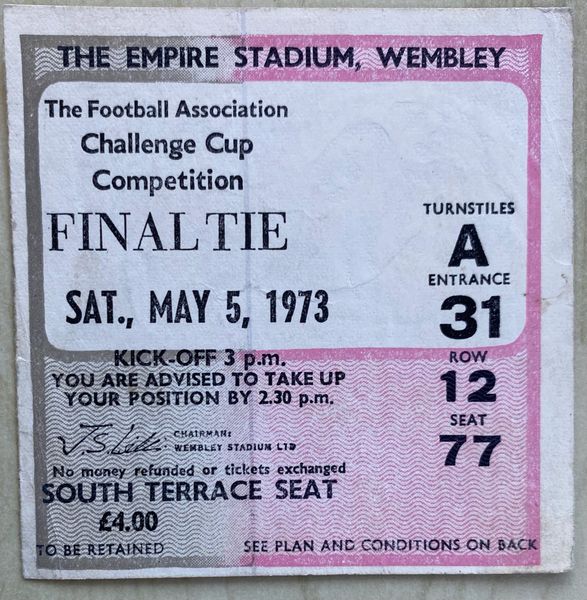 THE EMPIRE STADIUM, WEMBLEY
The Football Association
Challenge Cup
Competition
FINAL TIE
SAT., MAY 5, 1973
KICK-OFF 3 p.m.
YOU ARE ADVISED TO TAKE UP
YOUR POSITION BY 2.30 p.m.
CHAIRMAN:
WEMBLEY STADIUM LTD
No money refunded or tickets exchanged
SOUTH TERRACE SEAT
£4.00
TO BE RETAINED
TURNSTILES
A
ENTRANCE
31
ROW
12
SEAT
77
SEE PLAN AND CONDITIONS ON BACK